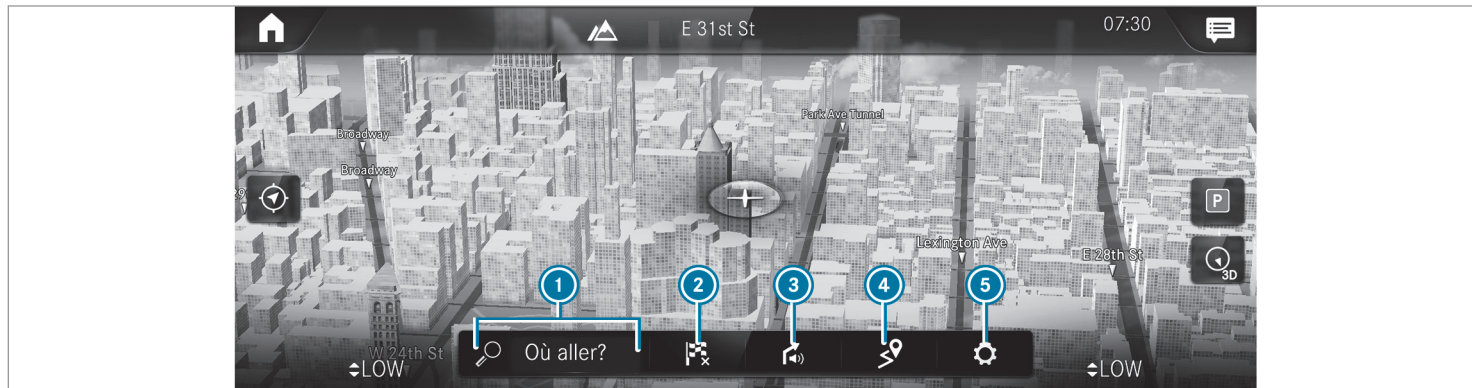 E 31st St
07:30
Park Ave Tunnel
Broadway
Broadway
P
Lexington Ave
E 28th St
3D
1
2
3
4
5
W 24th St
Où aller?
LOW
LOW